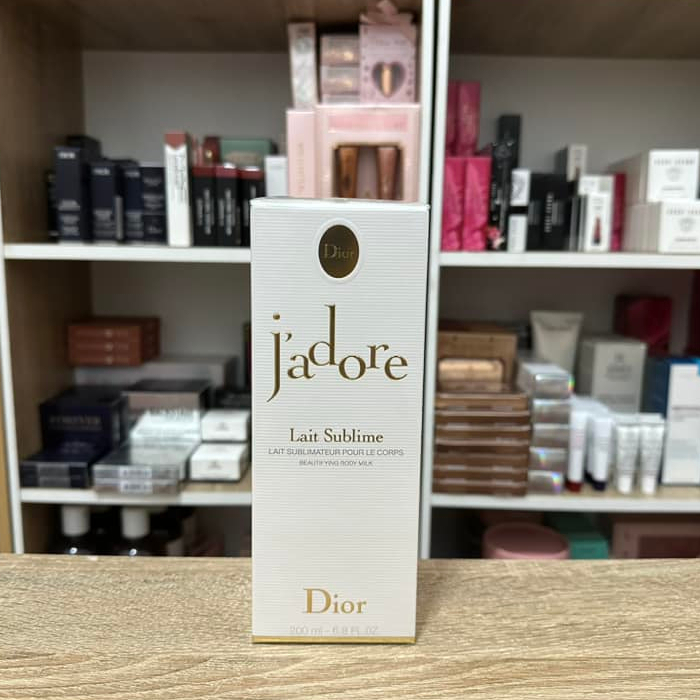 Dior
j'adore
Lait Sublime
LAIT SUBLIMATEUR POUR LE CORPS
BEAUTIFYING BODY MILK
Dior
200 ml - 6.8 FL.OZ.
FOREVER